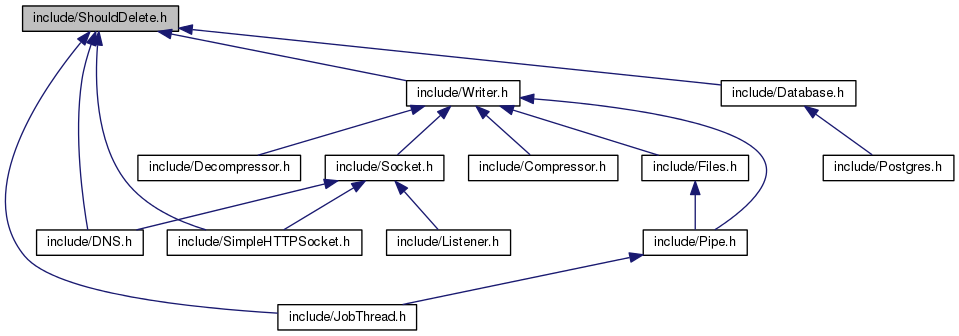 include/ShouldDelete.h
include/Writer.h
include/Database.h
include/Decompressor.h
include/Socket.h
include/Compressor.h
include/Files.h
include/Postgres.h
include/DNS.h
include/SimpleHTTPSocket.h
include/Listener.h
include/Pipe.h
include/JobThread.h